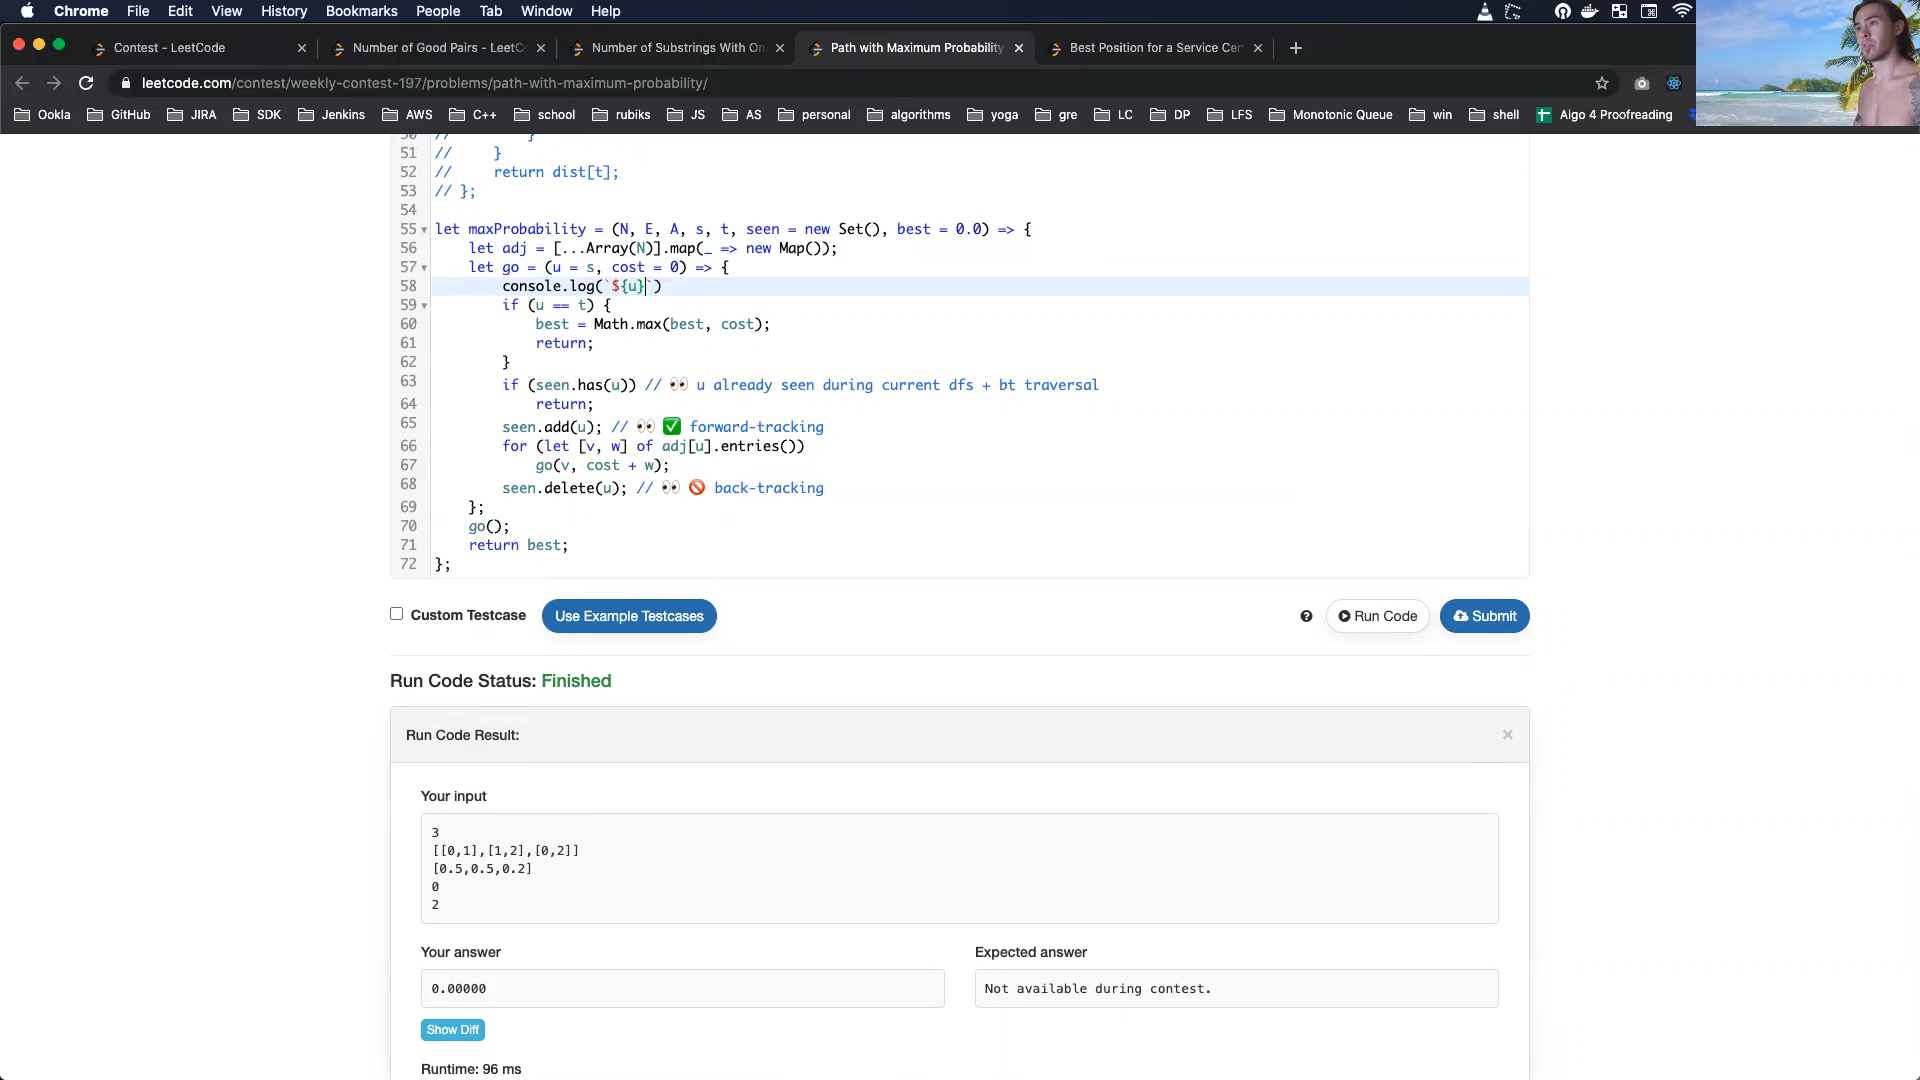 Chrome File Edit View History Bookmarks People Tab Window Help
Contest - LeetCode
Number of Good Pairs - LeetC
Number of Substrings With On
Path with Maximum Probability
Best Position for a Service Cer
leetcode.com/contest/weekly-contest-197/problems/path-with-maximum-probability/
Ookla GitHub JIRA SDK Jenkins AWS C++ school rubiks JS AS personal algorithms yoga gre LC DP LFS Monotonic Queue win shell Algo 4 Proofreading
50 // }
51 // }
52 // return dist[t];
53 // };
54
55 let maxProbability = (N, E, A, s, t, seen = new Set(), best = 0.0) => {
56 let adj = [...Array(N)].map(_ => new Map());
57 let go = (u = s, cost = 0) => {
58 console.log(`${u}`)
59 if (u == t) {
60 best = Math.max(best, cost);
61 return;
62 }
63 if (seen.has(u)) // 👀 u already seen during current dfs + bt traversal
64 return;
65 seen.add(u); // 👀 ✅ forward-tracking
66 for (let [v, w] of adj[u].entries())
67 go(v, cost + w);
68 seen.delete(u); // 👀 🚫 back-tracking
69 };
70 go();
71 return best;
72 };
Custom Testcase Use Example Testcases ? Run Code Submit
Run Code Status: Finished
Run Code Result: ×
Your input
3
[[0,1],[1,2],[0,2]]
[0.5,0.5,0.2]
0
2
Your answer
0.00000
Expected answer
Not available during contest.
Show Diff
Runtime: 96 ms